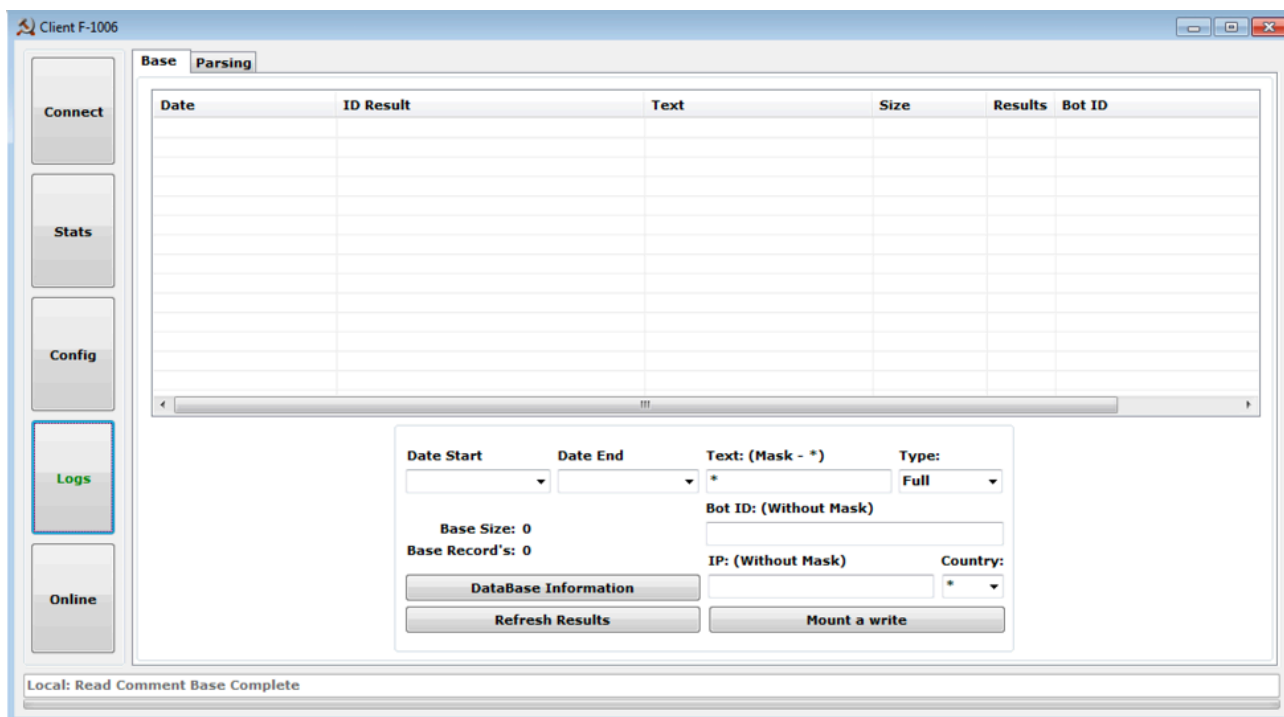 Client F-1006
Base Parsing
Connect
Date ID Result Text Size Results Bot ID
Stats
Config
Logs
Date Start Date End Text: (Mask - *) Type:
* Full
Bot ID: (Without Mask)
Base Size: 0
Base Record's: 0
IP: (Without Mask) Country:
DataBase Information *
Online
Refresh Results Mount a write
Local: Read Comment Base Complete